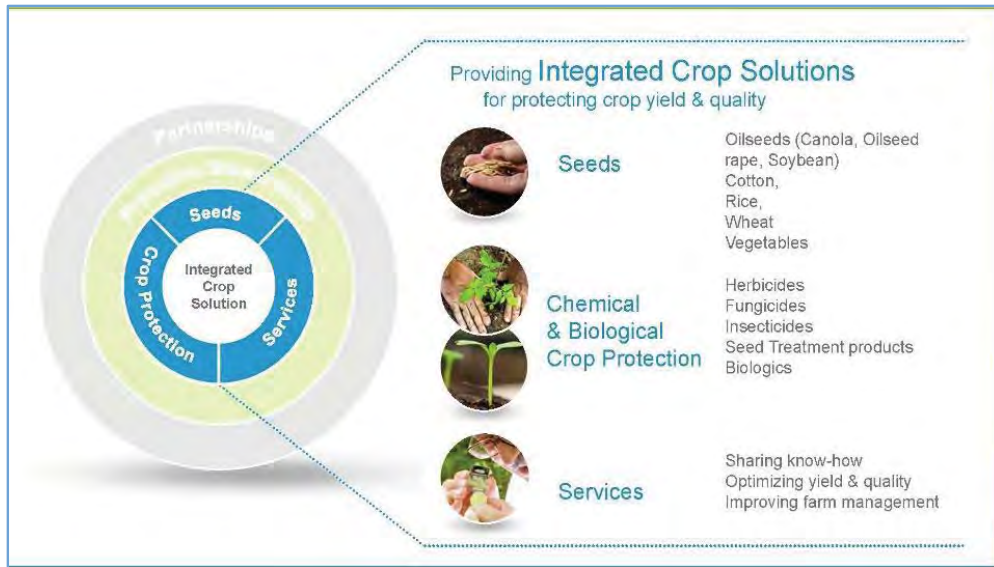 Partnerships
Seeds
Crop Protection
Services
Integrated
Crop
Solution
Providing Integrated Crop Solutions
for protecting crop yield & quality
Seeds
Oilseeds (Canola, Oilseed
rape, Soybean)
Cotton,
Rice,
Wheat
Vegetables
Chemical
& Biological
Crop Protection
Herbicides
Fungicides
Insecticides
Seed Treatment products
Biologics
Services
Sharing know-how
Optimizing yield & quality
Improving farm management